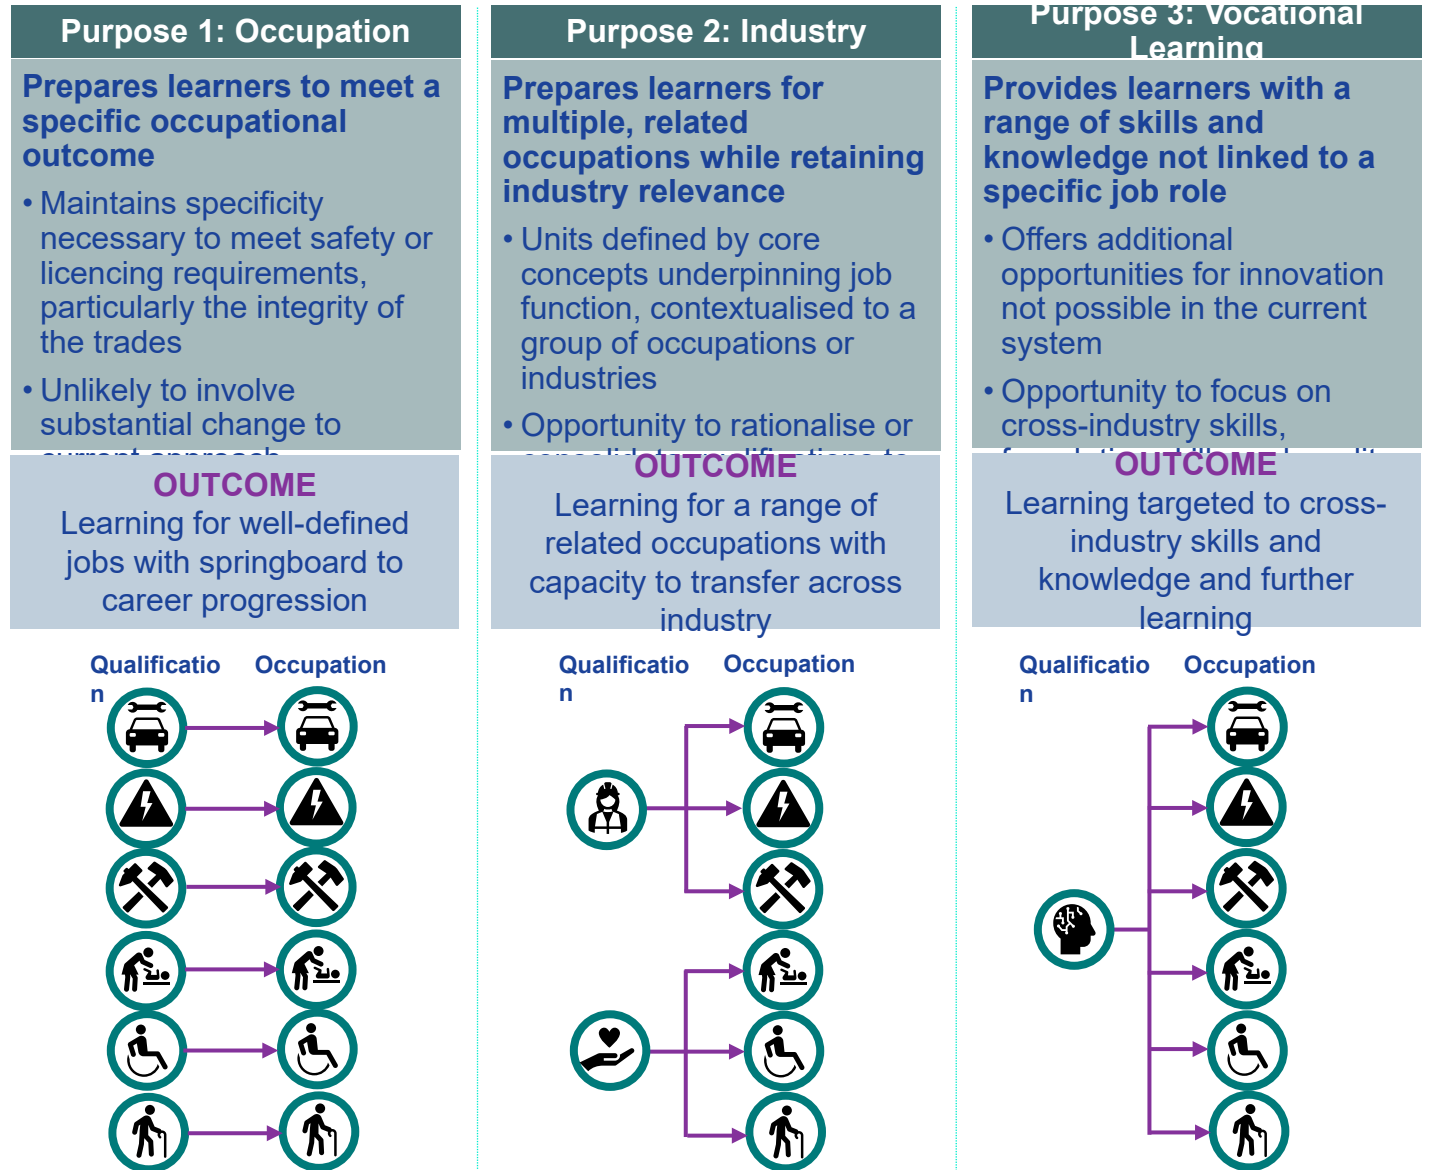 Purpose 1: Occupation
Prepares learners to meet a
specific occupational
outcome
• Maintains specificity
necessary to meet safety or
licencing requirements,
particularly the integrity of
the trades
• Unlikely to involve
substantial change to
current approach
OUTCOME
Learning for well-defined
jobs with springboard to
career progression
Qualificatio
n
Occupation
Purpose 2: Industry
Prepares learners for
multiple, related
occupations while retaining
industry relevance
• Units defined by core
concepts underpinning job
function, contextualised to a
group of occupations or
industries
• Opportunity to rationalise or
consolidate qualifications to
OUTCOME
Learning for a range of
related occupations with
capacity to transfer across
industry
Qualificatio
n
Occupation
Purpose 3: Vocational
Learning
Provides learners with a
range of skills and
knowledge not linked to a
specific job role
• Offers additional
opportunities for innovation
not possible in the current
system
• Opportunity to focus on
cross-industry skills,
OUTCOME
Learning targeted to cross-
industry skills and
knowledge and further
learning
Qualificatio
n
Occupation